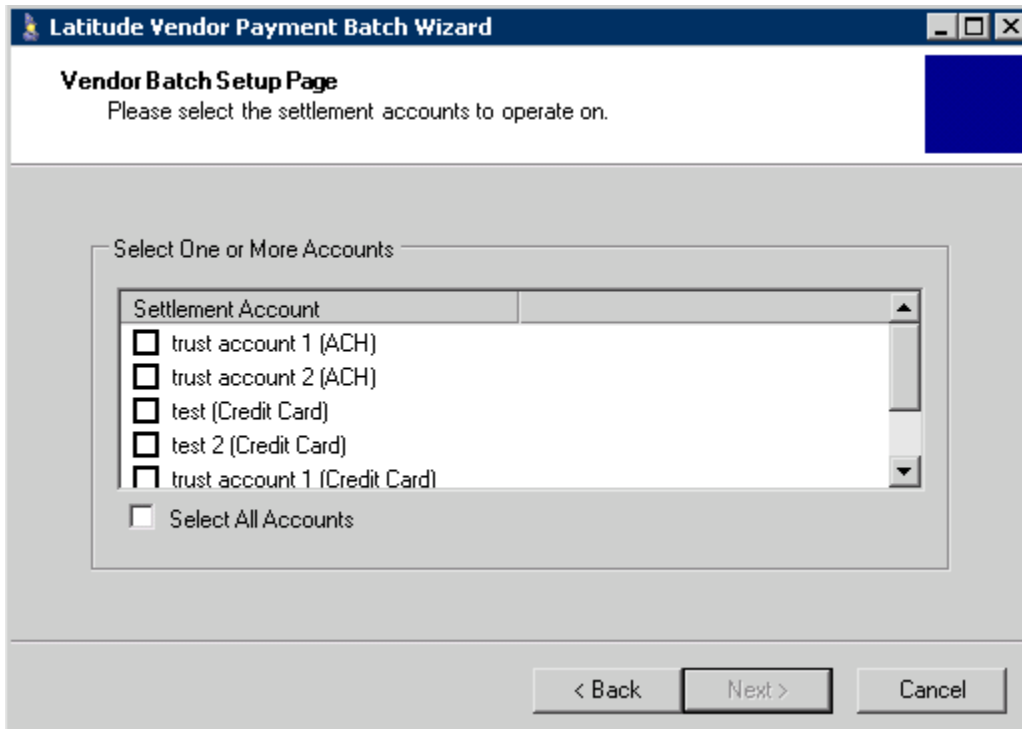 Latitude Vendor Payment Batch Wizard
Vendor Batch Setup Page
Please select the settlement accounts to operate on.
Select One or More Accounts
Settlement Account
trust account 1 (ACH)
trust account 2 (ACH)
test (Credit Card)
test 2 (Credit Card)
trust account 1 (Credit Card)
Select All Accounts
< Back Next > Cancel